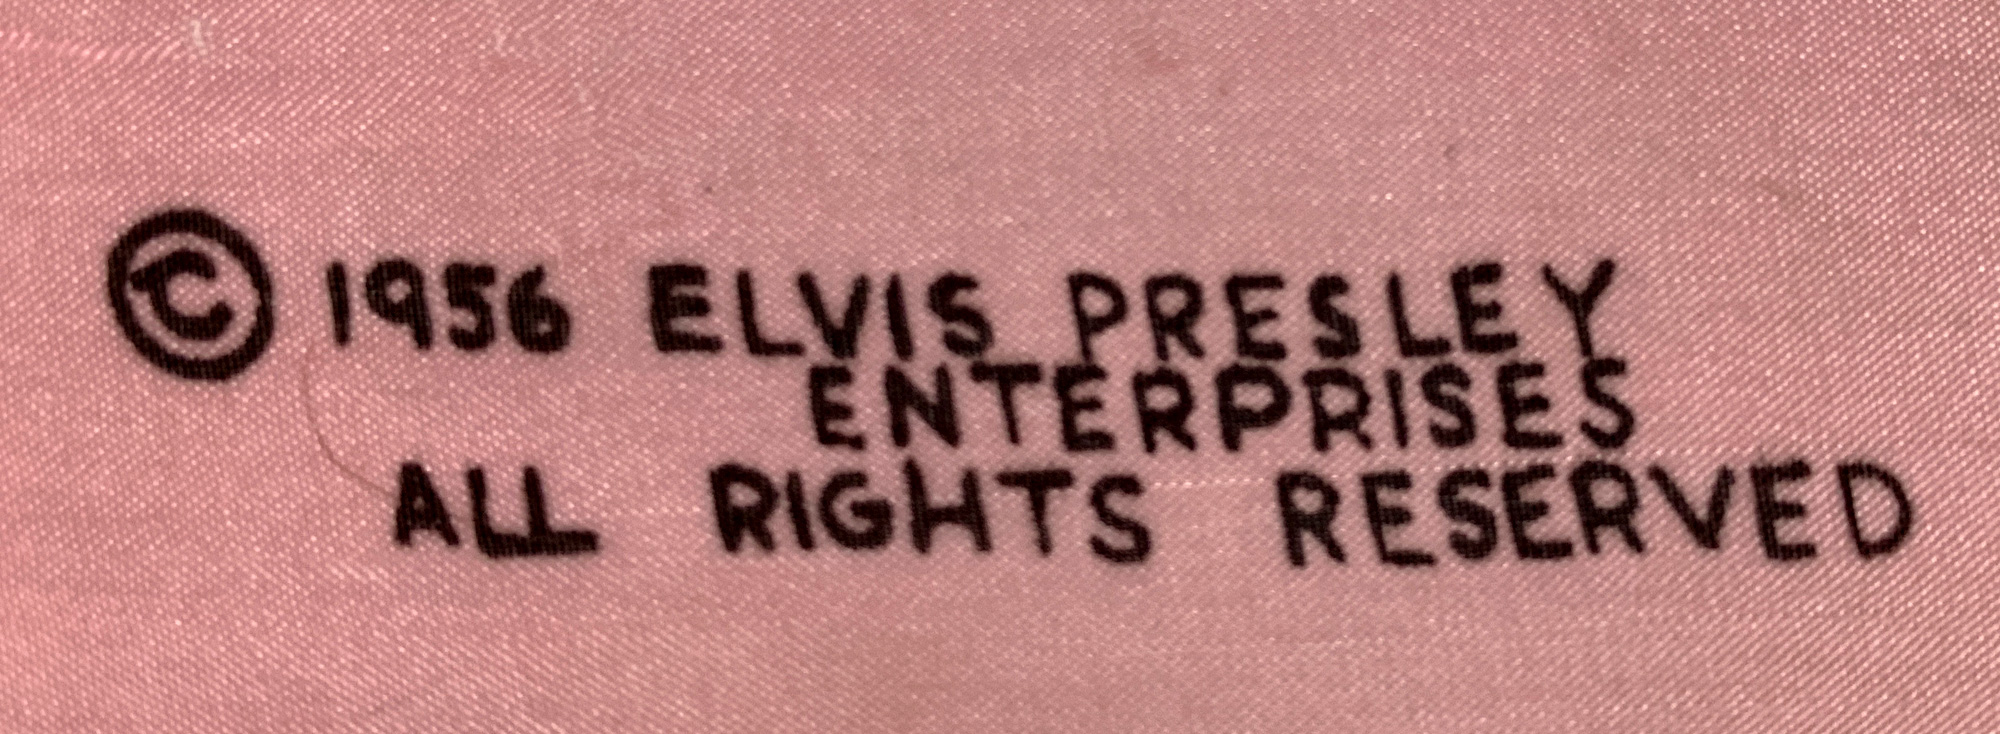 © 1956 ELVIS PRESLEY
ENTERPRISES
ALL RIGHTS RESERVED